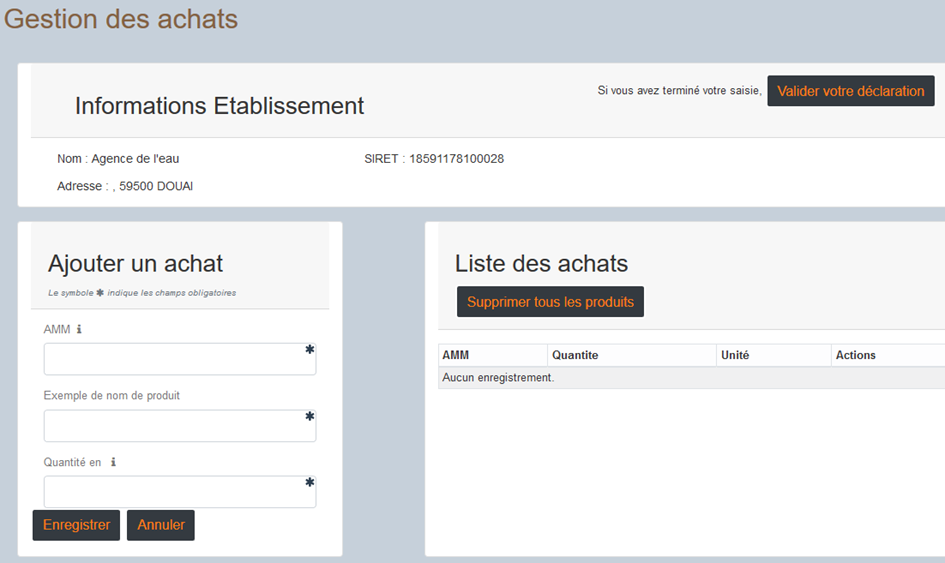 Gestion des achats
Informations Etablissement
Si vous avez terminé votre saisie, Valider votre déclaration
Nom : Agence de l'eau SIRET : 18591178100028
Adresse : , 59500 DOUAI
Ajouter un achat
Le symbole ✱ indique les champs obligatoires
AMM ℹ
✱
Exemple de nom de produit
✱
Quantité en ℹ
✱
Enregistrer Annuler
Liste des achats
Supprimer tous les produits
AMM Quantite Unité Actions
Aucun enregistrement.